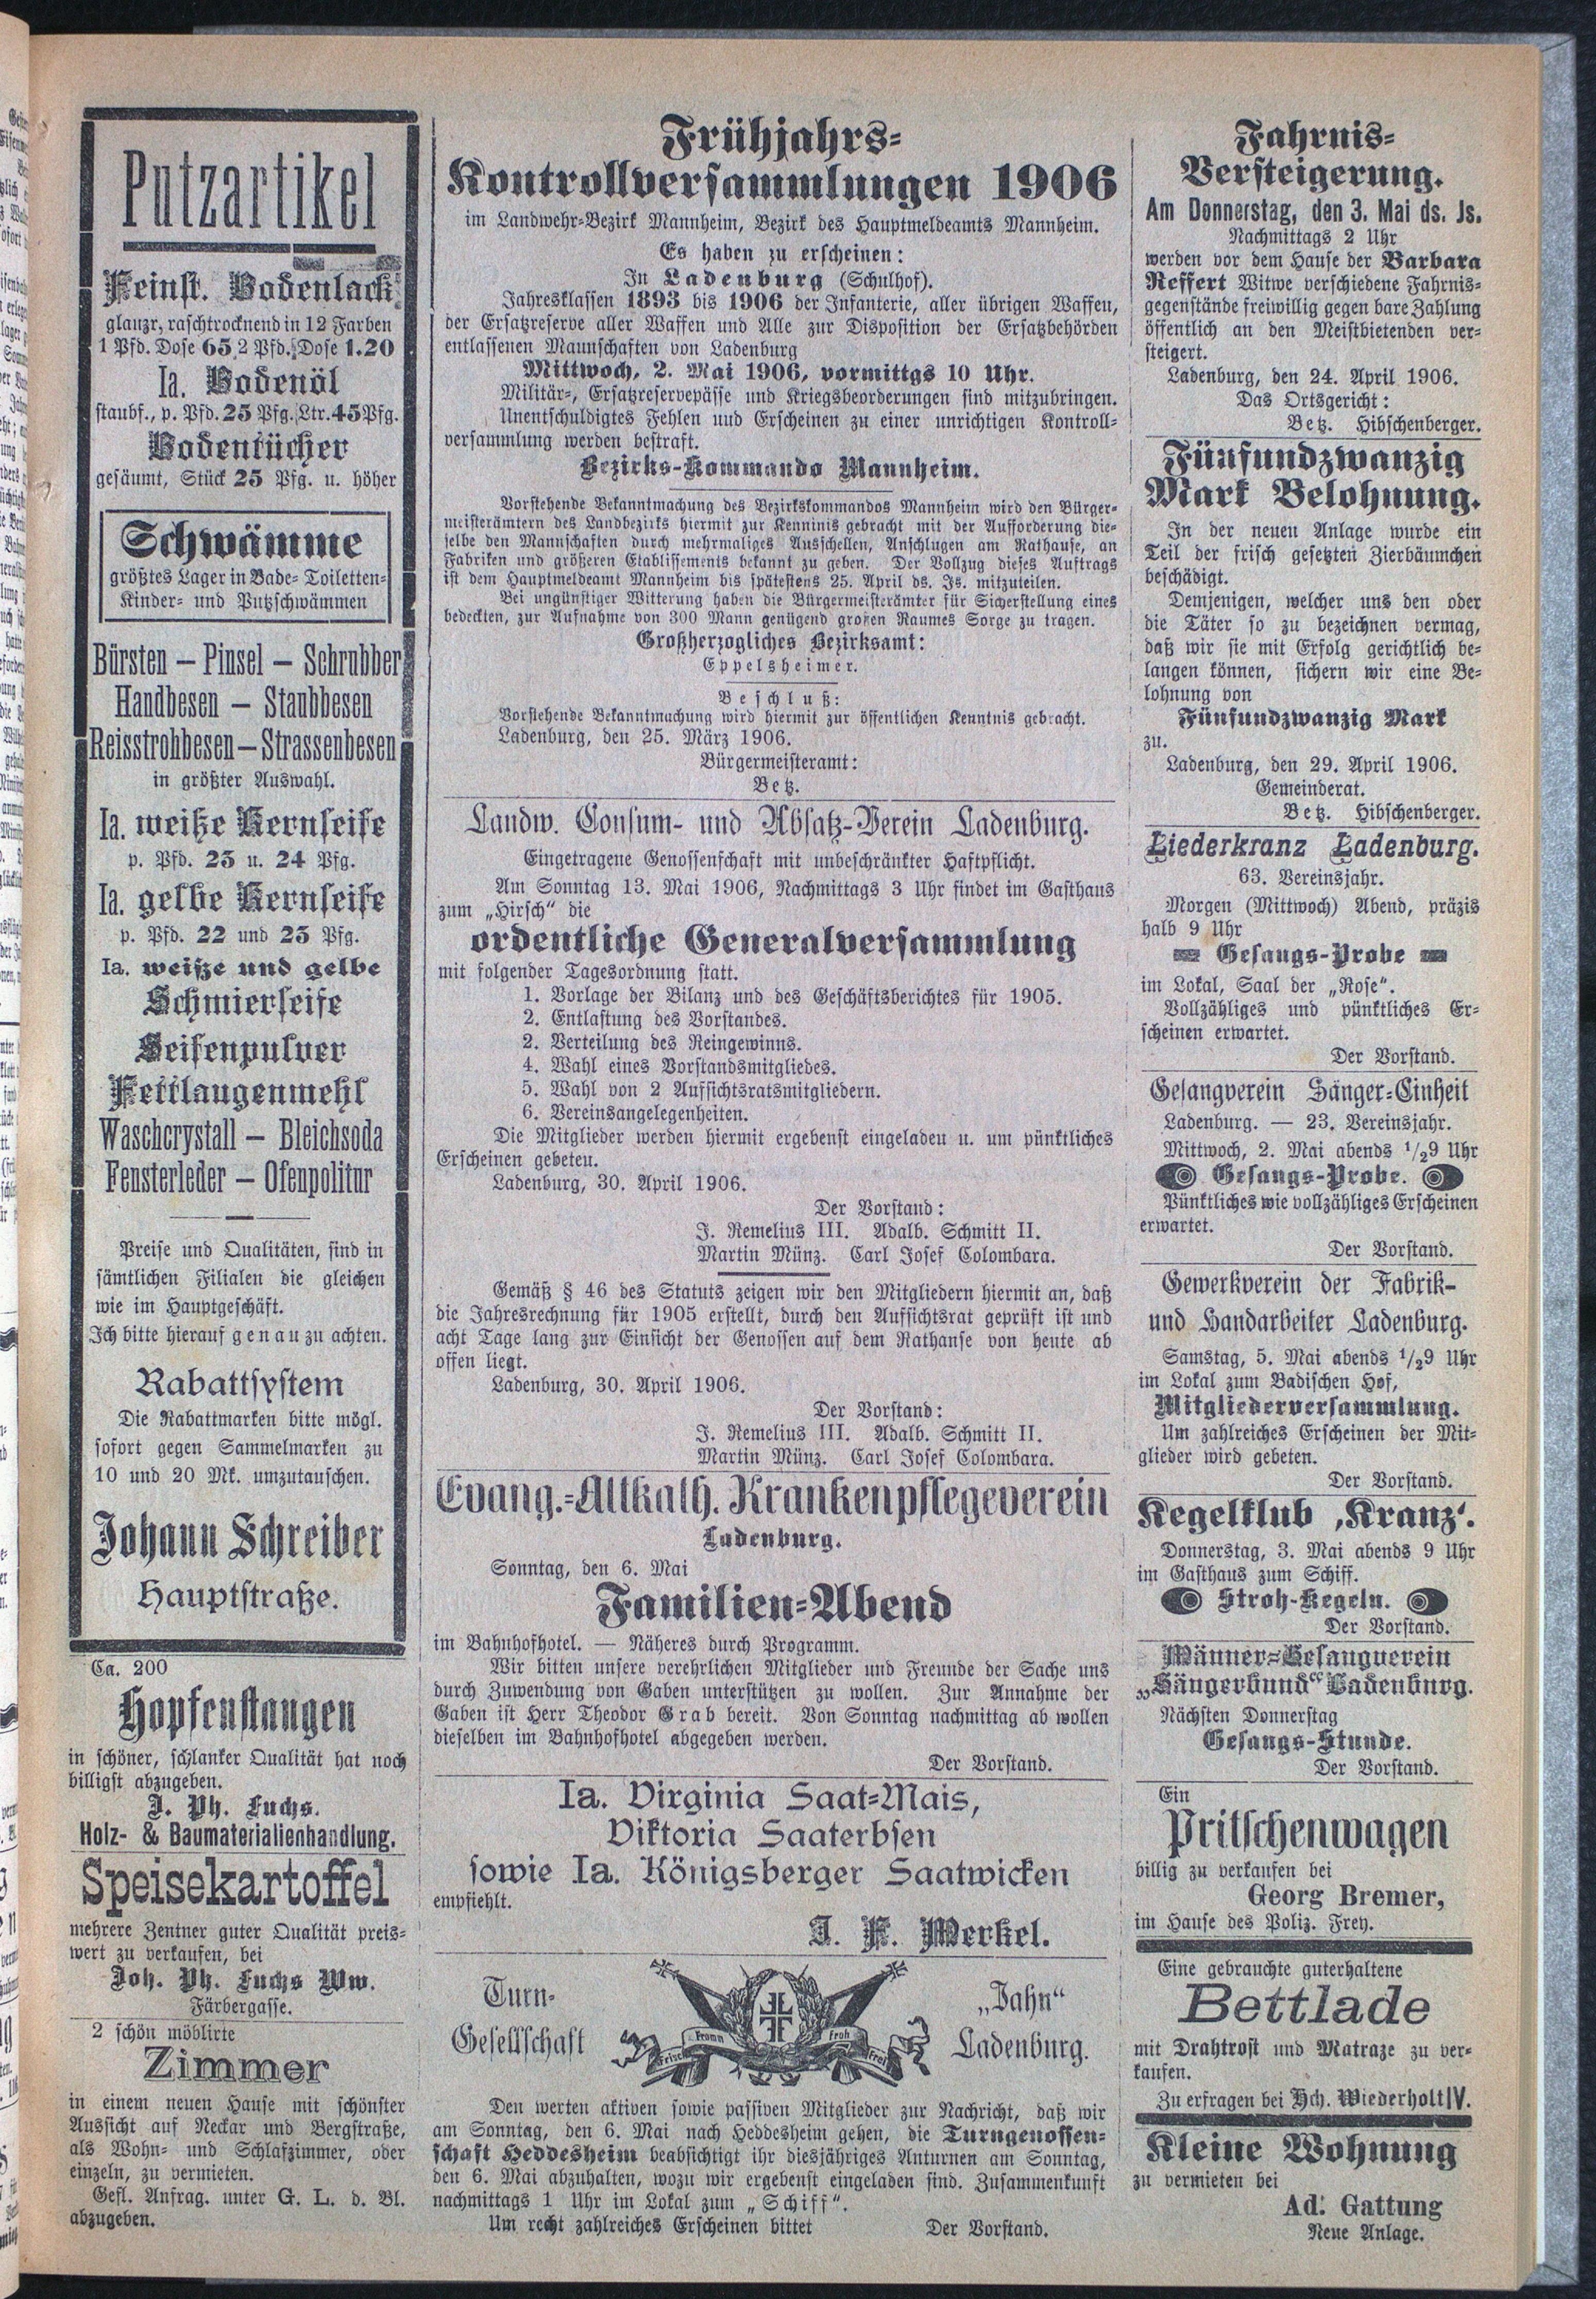 Putzartikel
Feinst. Bodenlack
glanzr, raschtrocknend in 12 Farben
1 Pfd. Dose 65 2 Pfd. Dose 1.20
Ia. Bodenöl
staubf., p. Pfd. 25 Pfg. Ltr. 45 Pfg.
Bodentücher
gesäumt, Stück 25 Pfg. u. höher
Schwämme
größtes Lager in Bade- Toiletten-
Kinder- und Putzschwämmen
Bürsten — Pinsel — Schrubber
Handbesen — Staubbesen
Reisstrohbesen — Strassenbesen
in größter Auswahl.
Ia. weiße Kernseife
p. Pfd. 23 u. 24 Pfg.
Ia. gelbe Kernseife
p. Pfd. 22 und 23 Pfg.
Ia. weiße und gelbe
Schmierseife
Seifenpulver
Fettlaugenmehl
Waschcrystall — Bleichsoda
Fensterleder — Ofenpolitur
Preise und Qualitäten, sind in
sämtlichen Filialen die gleichen
wie im Hauptgeschäft.
Ich bitte hierauf genau zu achten.
Rabattsystem
Die Rabattmarken bitte mögl.
sofort gegen Sammelmarken zu
10 und 20 Mk. umzutauschen.
Johann Schreiber
Hauptstraße.
Ca. 200
Hopfenstangen
in schöner, schlanker Qualität hat noch
billigst abzugeben.
J. Ph. Fuchs.
Holz- & Baumaterialienhandlung.
Speisekartoffel
mehrere Zentner guter Qualität preis-
wert zu verkaufen, bei
Joh. Ph. Fuchs Ww.
Färbergasse.
2 schön möblirte
Zimmer
in einem neuen Hause mit schönster
Aussicht auf Neckar und Bergstraße,
als Wohn- und Schlafzimmer, oder
einzeln, zu vermieten.
Gefl. Anfrag. unter G. L. d. Bl.
abzugeben.
Frühjahrs-
Kontrollversammlungen 1906
im Landwehr-Bezirk Mannheim, Bezirk des Hauptmeldeamts Mannheim.
Es haben zu erscheinen:
In Ladenburg (Schulhof).
Jahresklassen 1893 bis 1906 der Infanterie, aller übrigen Waffen,
der Ersatzreserve aller Waffen und Alle zur Disposition der Ersatzbehörden
entlassenen Mannschaften von Ladenburg
Mittwoch, 2. Mai 1906, vormittgs 10 Uhr.
Militär-, Ersatzreservepässe und Kriegsbeorderungen sind mitzubringen.
Unentschuldigtes Fehlen und Erscheinen zu einer unrichtigen Kontroll-
versammlung werden bestraft.
Bezirks-Kommando Mannheim.
Vorstehende Bekanntmachung des Bezirkskommandos Mannheim wird den Bürger-
meisterämtern des Landbezirks hiermit zur Kenntnis gebracht mit der Aufforderung die-
selbe den Mannschaften durch mehrmaliges Ausschellen, Anschlugen am Rathause, an
Fabriken und größeren Etablissements bekannt zu geben. Der Vollzug dieses Auftrags
ist dem Hauptmeldeamt Mannheim bis spätestens 25. April ds. Js. mitzuteilen.
Bei ungünstiger Witterung haben die Bürgermeisterämter für Sicherstellung eines
bedeckten, zur Aufnahme von 300 Mann genügend großen Raumes Sorge zu tragen.
Großherzogliches Bezirksamt:
Eppelsheimer.
Beschluß:
Vorstehende Bekanntmachung wird hiermit zur öffentlichen Kenntnis gebracht.
Ladenburg, den 25. März 1906.
Bürgermeisteramt:
Betz.
Landw. Consum- und Absatz-Verein Ladenburg.
Eingetragene Genossenschaft mit unbeschränkter Haftpflicht.
Am Sonntag 13. Mai 1906, Nachmittags 3 Uhr findet im Gasthaus
zum „Hirsch“ die
ordentliche Generalversammlung
mit folgender Tagesordnung statt.
1. Vorlage der Bilanz und des Geschäftsberichtes für 1905.
2. Entlastung des Vorstandes.
2. Verteilung des Reingewinns.
4. Wahl eines Vorstandsmitgliedes.
5. Wahl von 2 Aufsichtsratsmitgliedern.
6. Vereinsangelegenheiten.
Die Mitglieder werden hiermit ergebenst eingeladen u. um pünktliches
Erscheinen gebeten.
Ladenburg, 30. April 1906.
Der Vorstand:
J. Remelius III. Adalb. Schmitt II.
Martin Münz. Carl Josef Colombara.
Gemäß § 46 des Statuts zeigen wir den Mitgliedern hiermit an, daß
die Jahresrechnung für 1905 erstellt, durch den Aufsichtsrat geprüft ist und
acht Tage lang zur Einsicht der Genossen auf dem Rathause von heute ab
offen liegt.
Ladenburg, 30. April 1906.
Der Vorstand:
J. Remelius III. Adalb. Schmitt II.
Martin Münz. Carl Josef Colombara.
Evang.-Altkath. Krankenpflegeverein
Ladenburg.
Sonntag, den 6. Mai
Familien-Abend
im Bahnhofhotel. — Näheres durch Programm.
Wir bitten unsere verehrlichen Mitglieder und Freunde der Sache uns
durch Zuwendung von Gaben unterstützen zu wollen. Zur Annahme der
Gaben ist Herr Theodor Grab bereit. Von Sonntag nachmittag ab wollen
dieselben im Bahnhofhotel abgegeben werden.
Der Vorstand.
Ia. Virginia Saat-Mais,
Viktoria Saaterbsen
sowie Ia. Königsberger Saatwicken
empfiehlt.
J. F. Merkel.
Turn-
Gesellschaft
Frisch Fromm Froh Frei
„Jahn“
Ladenburg.
Den werten aktiven sowie passiven Mitglieder zur Nachricht, daß wir
am Sonntag, den 6. Mai nach Heddesheim gehen, die Turngenossen-
schaft Heddesheim beabsichtigt ihr diesjähriges Anturnen am Sonntag,
den 6. Mai abzuhalten, wozu wir ergebenst eingeladen sind. Zusammenkunft
nachmittags 1 Uhr im Lokal zum „Schiff“.
Um recht zahlreiches Erscheinen bittet Der Vorstand.
Fahrnis-
Versteigerung.
Am Donnerstag, den 3. Mai ds. Js.
Nachmittags 2 Uhr
werden vor dem Hause der Barbara
Reffert Witwe verschiedene Fahrnis-
gegenstände freiwillig gegen bare Zahlung
öffentlich an den Meistbietenden ver-
steigert.
Ladenburg, den 24. April 1906.
Das Ortsgericht:
Betz. Hibschenberger.
Fünfundzwanzig
Mark Belohnung.
In der neuen Anlage wurde ein
Teil der frisch gesetzten Zierbäumchen
beschädigt.
Demjenigen, welcher uns den oder
die Täter so zu bezeichnen vermag,
daß wir sie mit Erfolg gerichtlich be-
langen können, sichern wir eine Be-
lohnung von
Fünfundzwanzig Mark
zu.
Ladenburg, den 29. April 1906.
Gemeinderat.
Betz. Hibschenberger.
Liederkranz Ladenburg.
63. Vereinsjahr.
Morgen (Mittwoch) Abend, präzis
halb 9 Uhr
Gesangs-Probe
im Lokal, Saal der „Rose“.
Vollzähliges und pünktliches Er-
scheinen erwartet.
Der Vorstand.
Gesangverein Sänger-Einheit
Ladenburg. — 23. Vereinsjahr.
Mittwoch, 2. Mai abends 1/29 Uhr
Gesangs-Probe.
Pünktliches wie vollzähliges Erscheinen
erwartet.
Der Vorstand.
Gewerkverein der Fabrik-
und Handarbeiter Ladenburg.
Samstag, 5. Mai abends 1/29 Uhr
im Lokal zum Badischen Hof,
Mitgliederversammlung.
Um zahlreiches Erscheinen der Mit-
glieder wird gebeten.
Der Vorstand.
Kegelklub ‚Kranz‘.
Donnerstag, 3. Mai abends 9 Uhr
im Gasthaus zum Schiff.
Stroh-Kegeln.
Der Vorstand.
Männer-Gesangverein
„Sängerbund“ Ladenburg.
Nächsten Donnerstag
Gesangs-Stunde.
Der Vorstand.
Ein
Pritschenwagen
billig zu verkaufen bei
Georg Bremer,
im Hause des Poliz. Frey.
Eine gebrauchte guterhaltene
Bettlade
mit Drahtrost und Matraze zu ver-
kaufen.
Zu erfragen bei Hch. Wiederholt IV.
Kleine Wohnung
zu vermieten bei
Ad. Gattung
Neue Anlage.